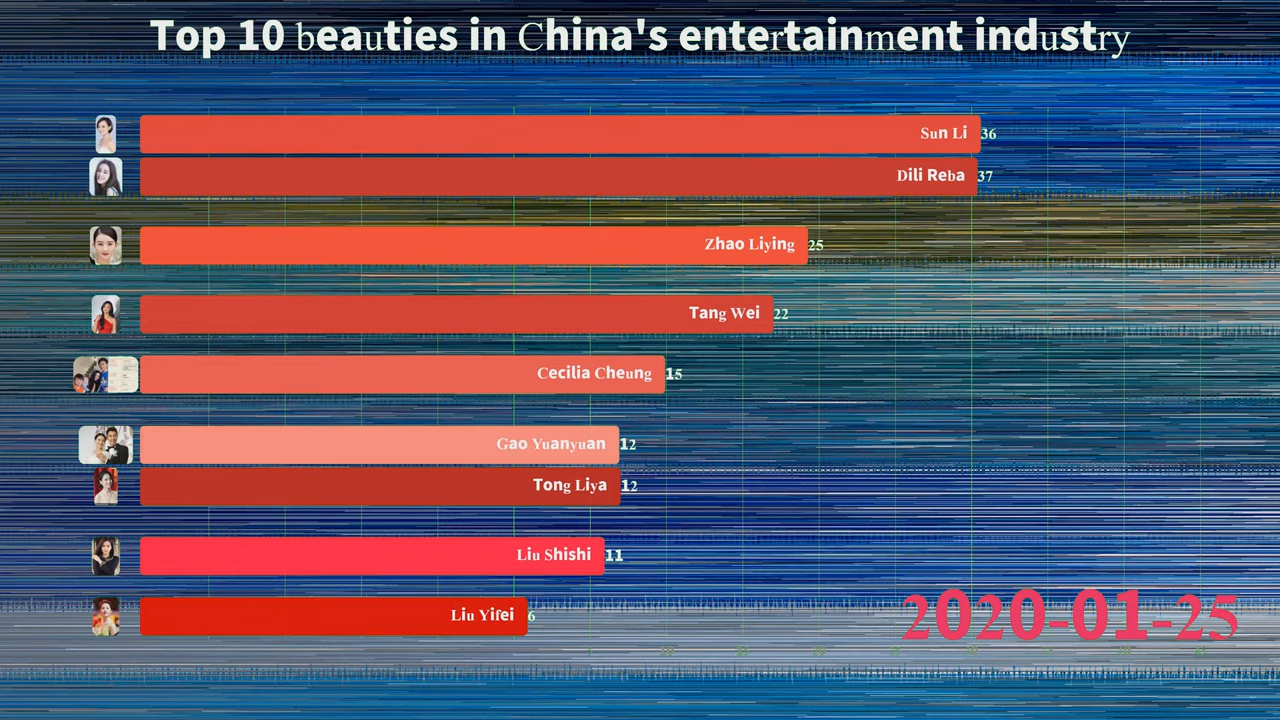 Top 10 beauties in China's entertainment industry
Sun Li 36
Dili Reba 37
Zhao Liying 25
Tang Wei 22
Cecilia Cheung 15
Gao Yuanyuan 12
Tong Liya 12
Liu Shishi 11
Liu Yifei 6
2020-01-25